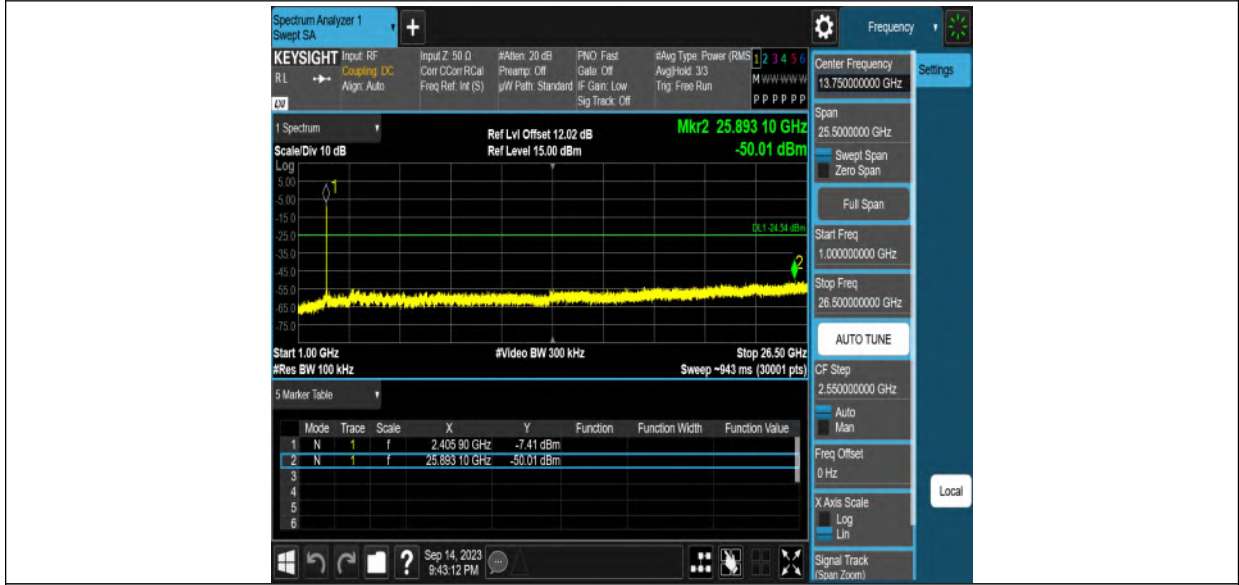 Spectrum Analyzer 1
Swept SA
+
Frequency
KEYSIGHT
RL
LXI
Input: RF
Coupling: DC
Align: Auto
Input Z: 50 Ω
Corr CCorr RCal
Freq Ref: Int (S)
#Atten: 20 dB
Preamp: Off
µW Path: Standard
PNO: Fast
Gate: Off
IF Gain: Low
Sig Track: Off
#Avg Type: Power (RMS
Avg|Hold: 3/3
Trig: Free Run
1 2 3 4 5 6
M W W W W W
P P P P P P
1 Spectrum
Scale/Div 10 dB
Ref Lvl Offset 12.02 dB
Ref Level 15.00 dBm
Mkr2 25.893 10 GHz
-50.01 dBm
Log
5.00
-5.00
-15.0
-25.0
-35.0
-45.0
-55.0
-65.0
-75.0
1
DL1 -24.54 dBm
2
Start 1.00 GHz
#Video BW 300 kHz
Stop 26.50 GHz
#Res BW 100 kHz
Sweep ~943 ms (30001 pts)
5 Marker Table
Mode Trace Scale X Y Function Function Width Function Value
1 N 1 f 2.405 90 GHz -7.41 dBm
2 N 1 f 25.893 10 GHz -50.01 dBm
3
4
5
6
?
Sep 14, 2023
9:43:12 PM
Center Frequency
13.750000000 GHz
Settings
Span
25.5000000 GHz
Swept Span
Zero Span
Full Span
Start Freq
1.000000000 GHz
Stop Freq
26.500000000 GHz
AUTO TUNE
CF Step
2.550000000 GHz
Auto
Man
Freq Offset
0 Hz
Local
X Axis Scale
Log
Lin
Signal Track
(Span Zoom)